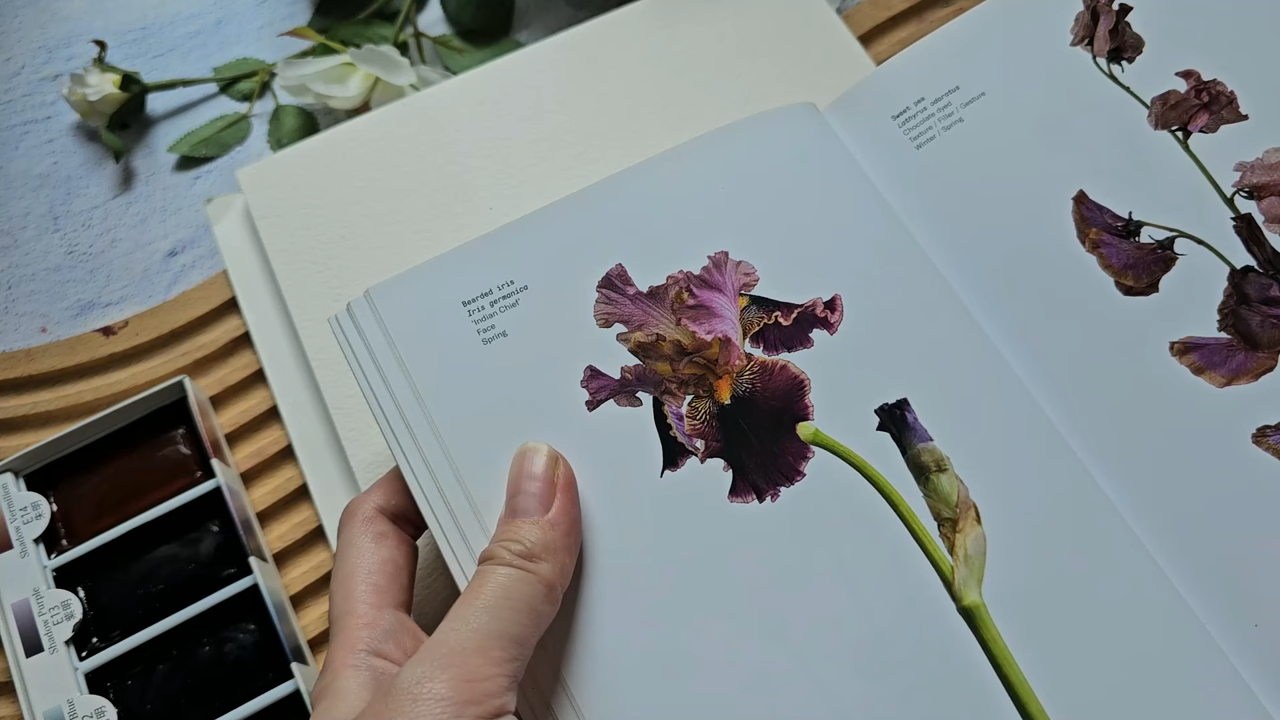 Sweet pea
Lathyrus odoratus
Chocolate dyed
Texture / Filler / Gesture
Winter / Spring
Bearded iris
Iris germanica
'Indian Chief'
Face
Spring
Shadow Vermilion
E14
Shadow Purple
E13
Blue